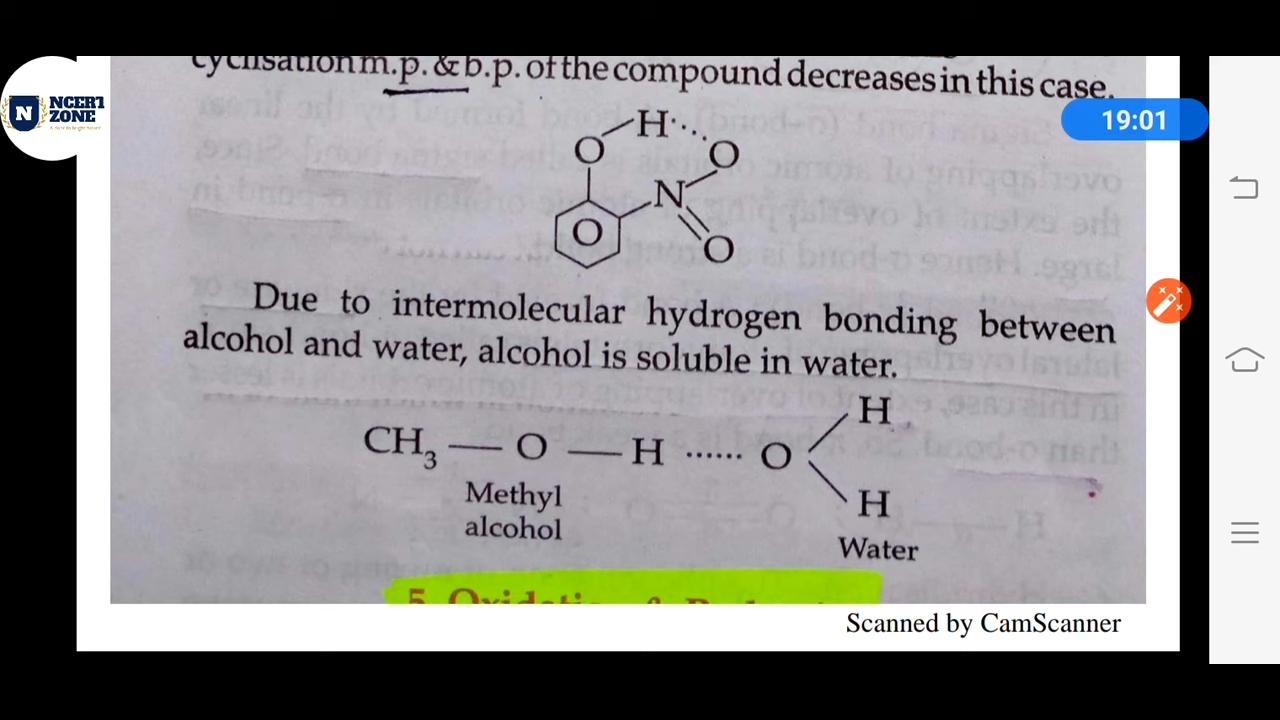 cyclisation m.p. & b.p. of the compound decreases in this case.
NCERT
ZONE
19:01
O — H ..... O
N
O
O
Due to intermolecular hydrogen bonding between
alcohol and water, alcohol is soluble in water.
H
CH₃ — O — H ...... O
H
Methyl
alcohol
Water
Scanned by CamScanner